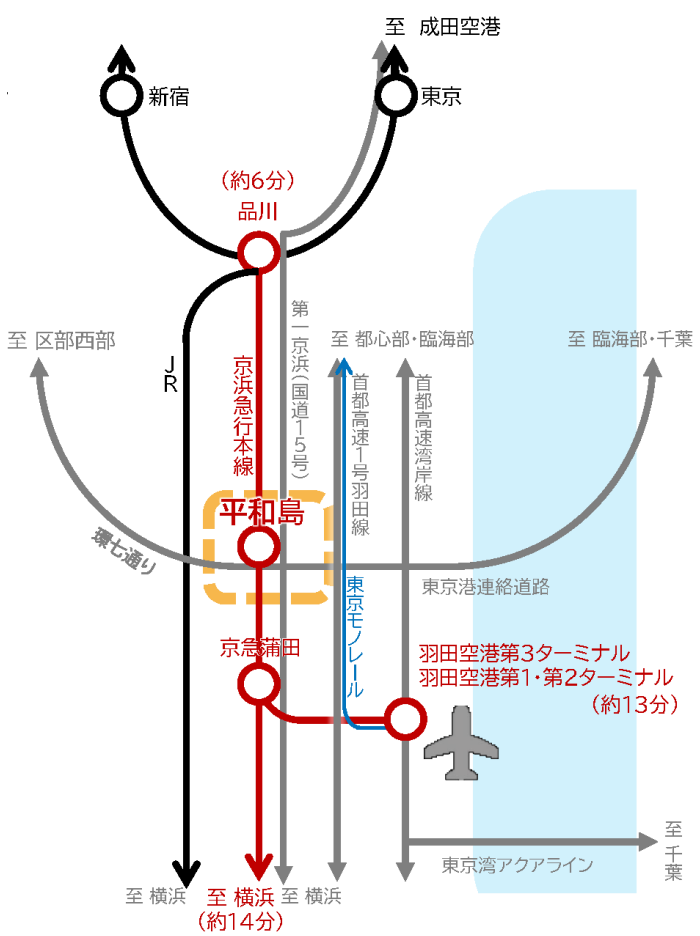 至 成田空港
新宿
東京
(約6分)
品川
至 区部西部
JR
京浜急行本線
第一京浜(国道15号)
至 都心部・臨海部
首都高速1号羽田線
首都高速湾岸線
至 臨海部・千葉
平和島
環七通り
東京港連絡道路
東京モノレール
京急蒲田
羽田空港第3ターミナル
羽田空港第1・第2ターミナル
(約13分)
東京湾アクアライン
至千葉
至 横浜
至 横浜
(約14分)
至 横浜